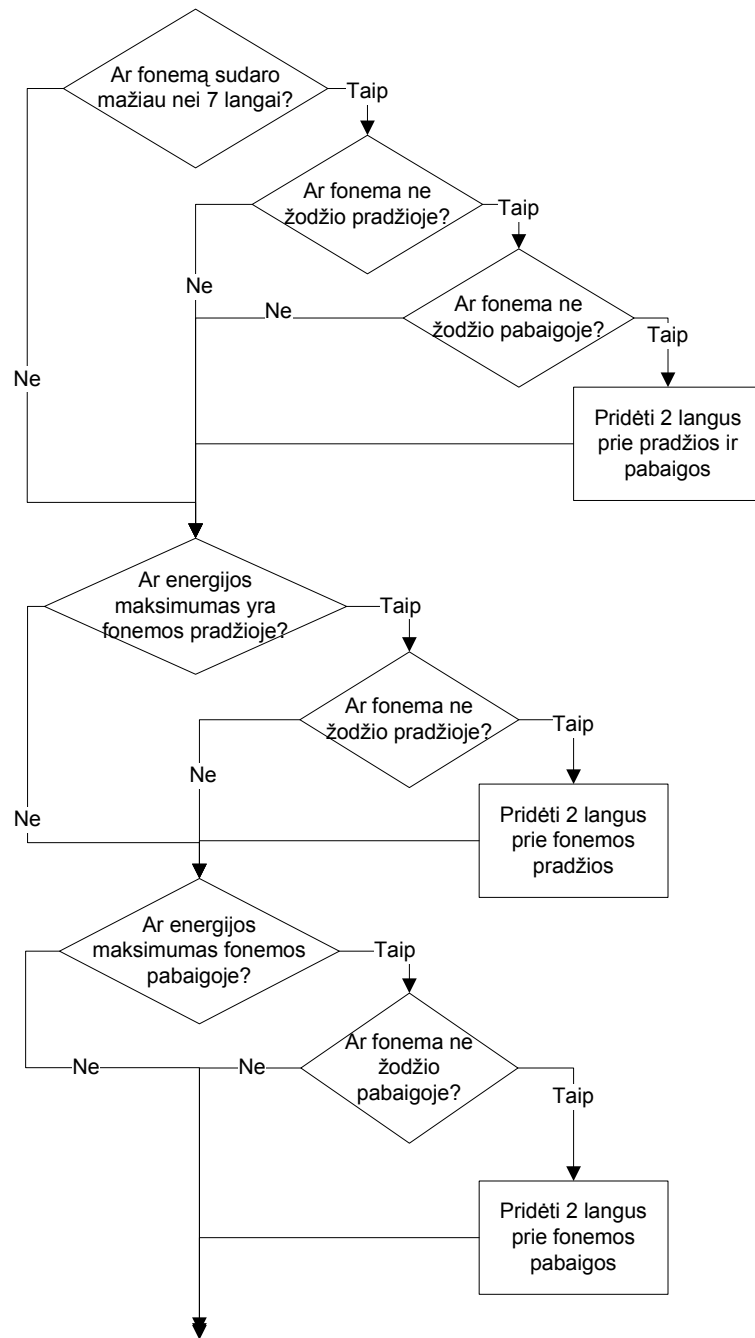 Ar fonemą sudaro
mažiau nei 7 langai?
Taip
Ar fonema ne
žodžio pradžioje?
Taip
Ne
Ar fonema ne
žodžio pabaigoje?
Ne
Taip
Ne
Pridėti 2 langus
prie pradžios ir
pabaigos
Ar energijos
maksimumas yra
fonemos pradžioje?
Taip
Ar fonema ne
žodžio pradžioje?
Taip
Ne
Ne
Pridėti 2 langus
prie fonemos
pradžios
Ar energijos
maksimumas fonemos
pabaigoje?
Taip
Ar fonema ne
žodžio
pabaigoje?
Ne
Ne
Taip
Pridėti 2 langus
prie fonemos
pabaigos